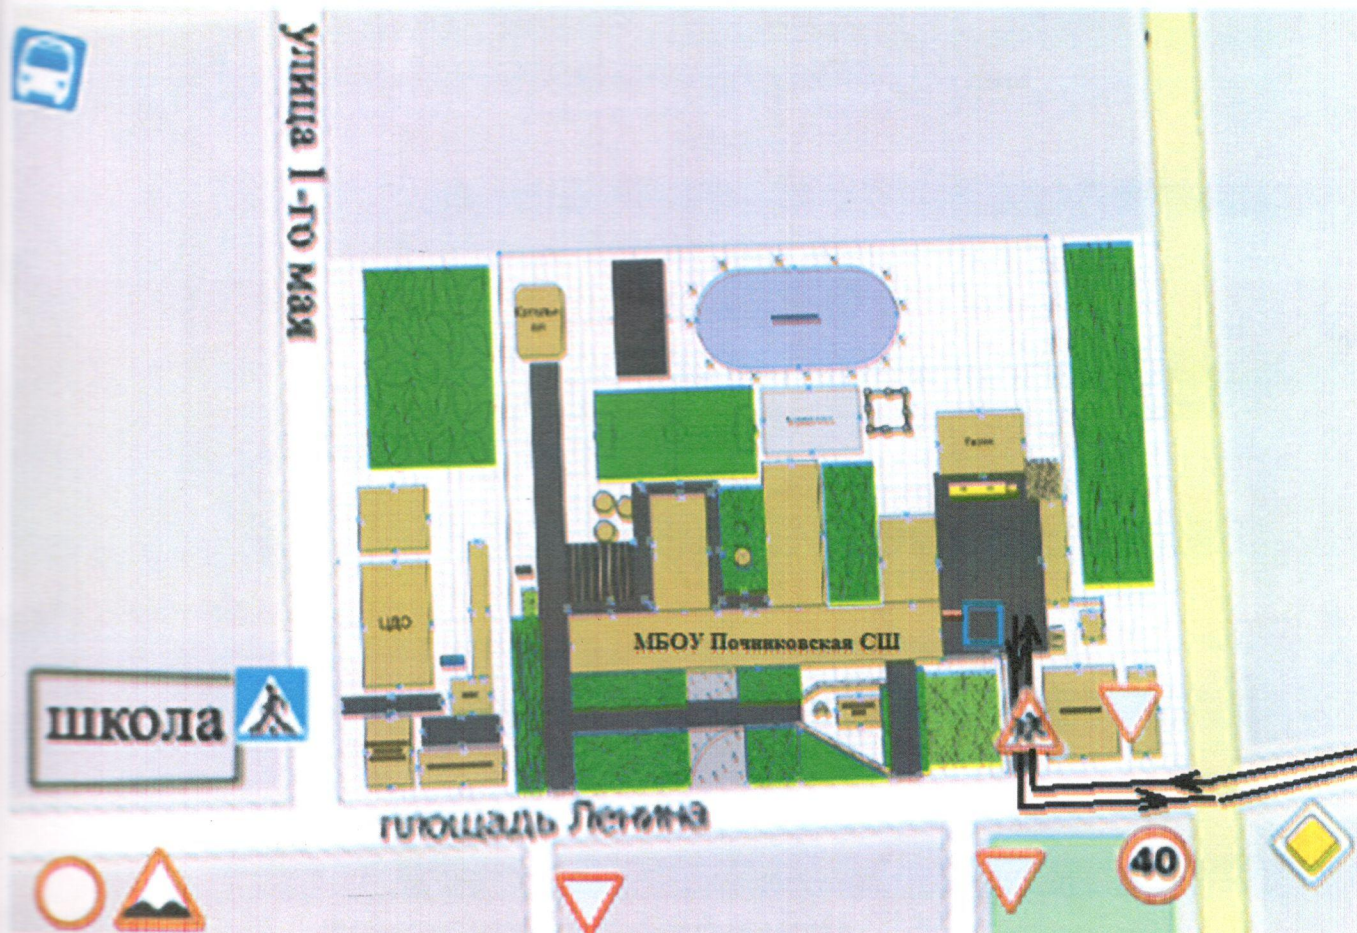 улица 1-го мая
ЦДО
МБОУ Починковская СШ
школа
площадь Ленина
40